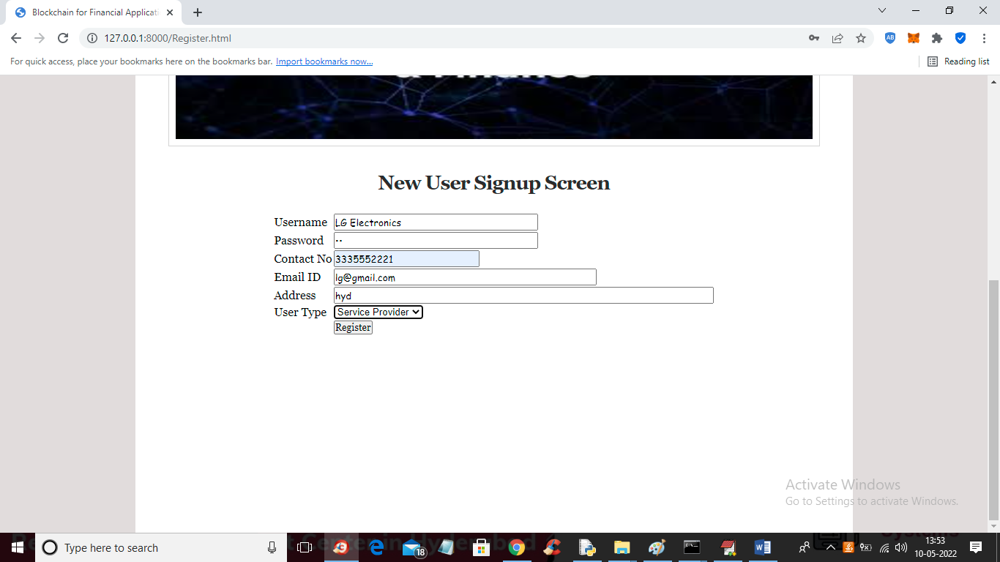 Blockchain for Financial Applicati
127.0.0.1:8000/Register.html
AB
For quick access, place your bookmarks here on the bookmarks bar. Import bookmarks now...
Reading list
& Finance
New User Signup Screen
Username LG Electronics
Password ··
Contact No 3335552221
Email ID lg@gmail.com
Address hyd
User Type Service Provider
Register
Activate Windows
Go to Settings to activate Windows.
Systems
Type here to search
18
13:53
10-05-2022